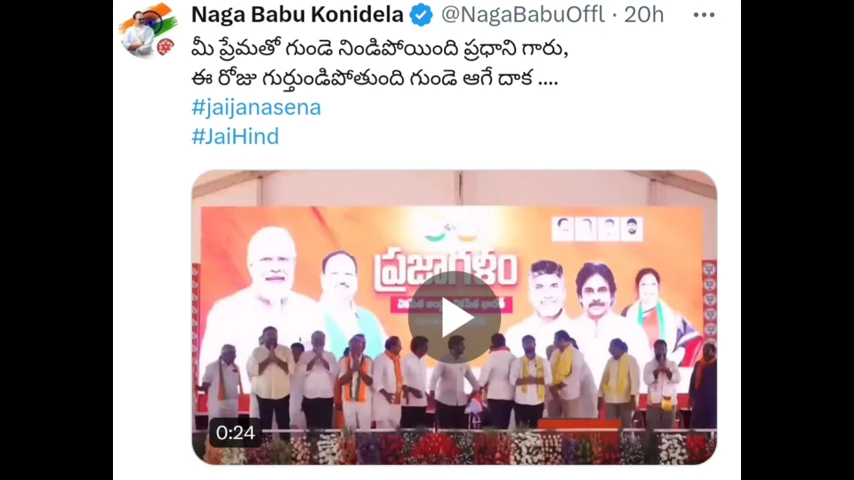 Naga Babu Konidela @NagaBabuOffl · 20h ...
మీ ప్రేమతో గుండె నిండిపోయింది ప్రధాని గారు,
ఈ రోజు గుర్తుండిపోతుంది గుండె ఆగే దాక ....
#jaijanasena
#JaiHind
ప్రజాగళం
0:24